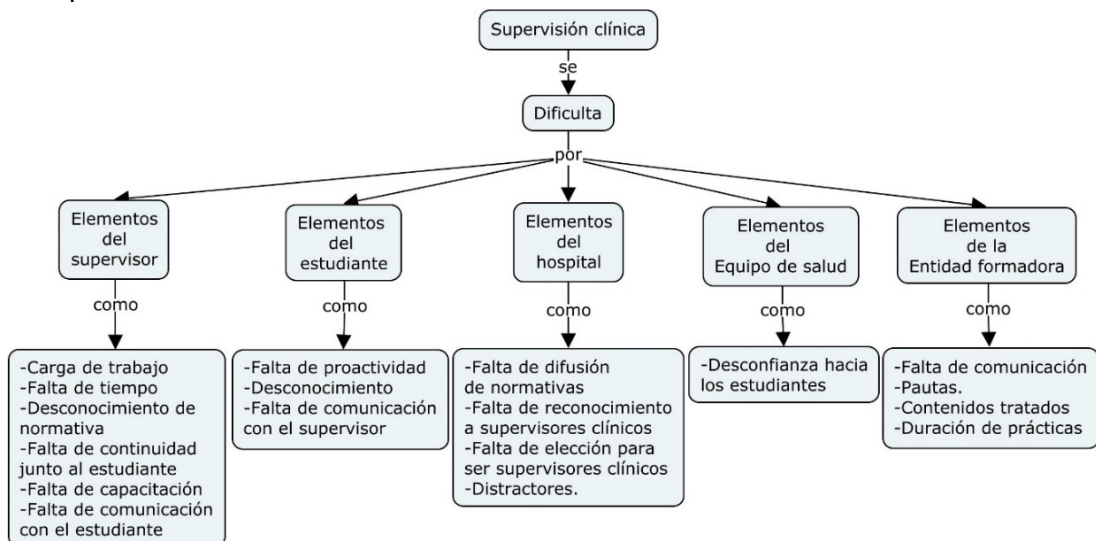 Supervisión clínica
se
Dificulta
por
Elementos
del
supervisor
Elementos
del
estudiante
Elementos
del
hospital
Elementos
del
Equipo de salud
Elementos
de la
Entidad formadora
como
como
como
como
como
-Carga de trabajo
-Falta de tiempo
-Desconocimiento de
normativa
-Falta de continuidad
junto al estudiante
-Falta de capacitación
-Falta de comunicación
con el estudiante
-Falta de proactividad
-Desconocimiento
-Falta de comunicación
con el supervisor
-Falta de difusión
de normativas
-Falta de reconocimiento
a supervisores clínicos
-Falta de elección para
ser supervisores clínicos
-Distractores.
-Desconfianza hacia
los estudiantes
-Falta de comunicación
-Pautas.
-Contenidos tratados
-Duración de prácticas